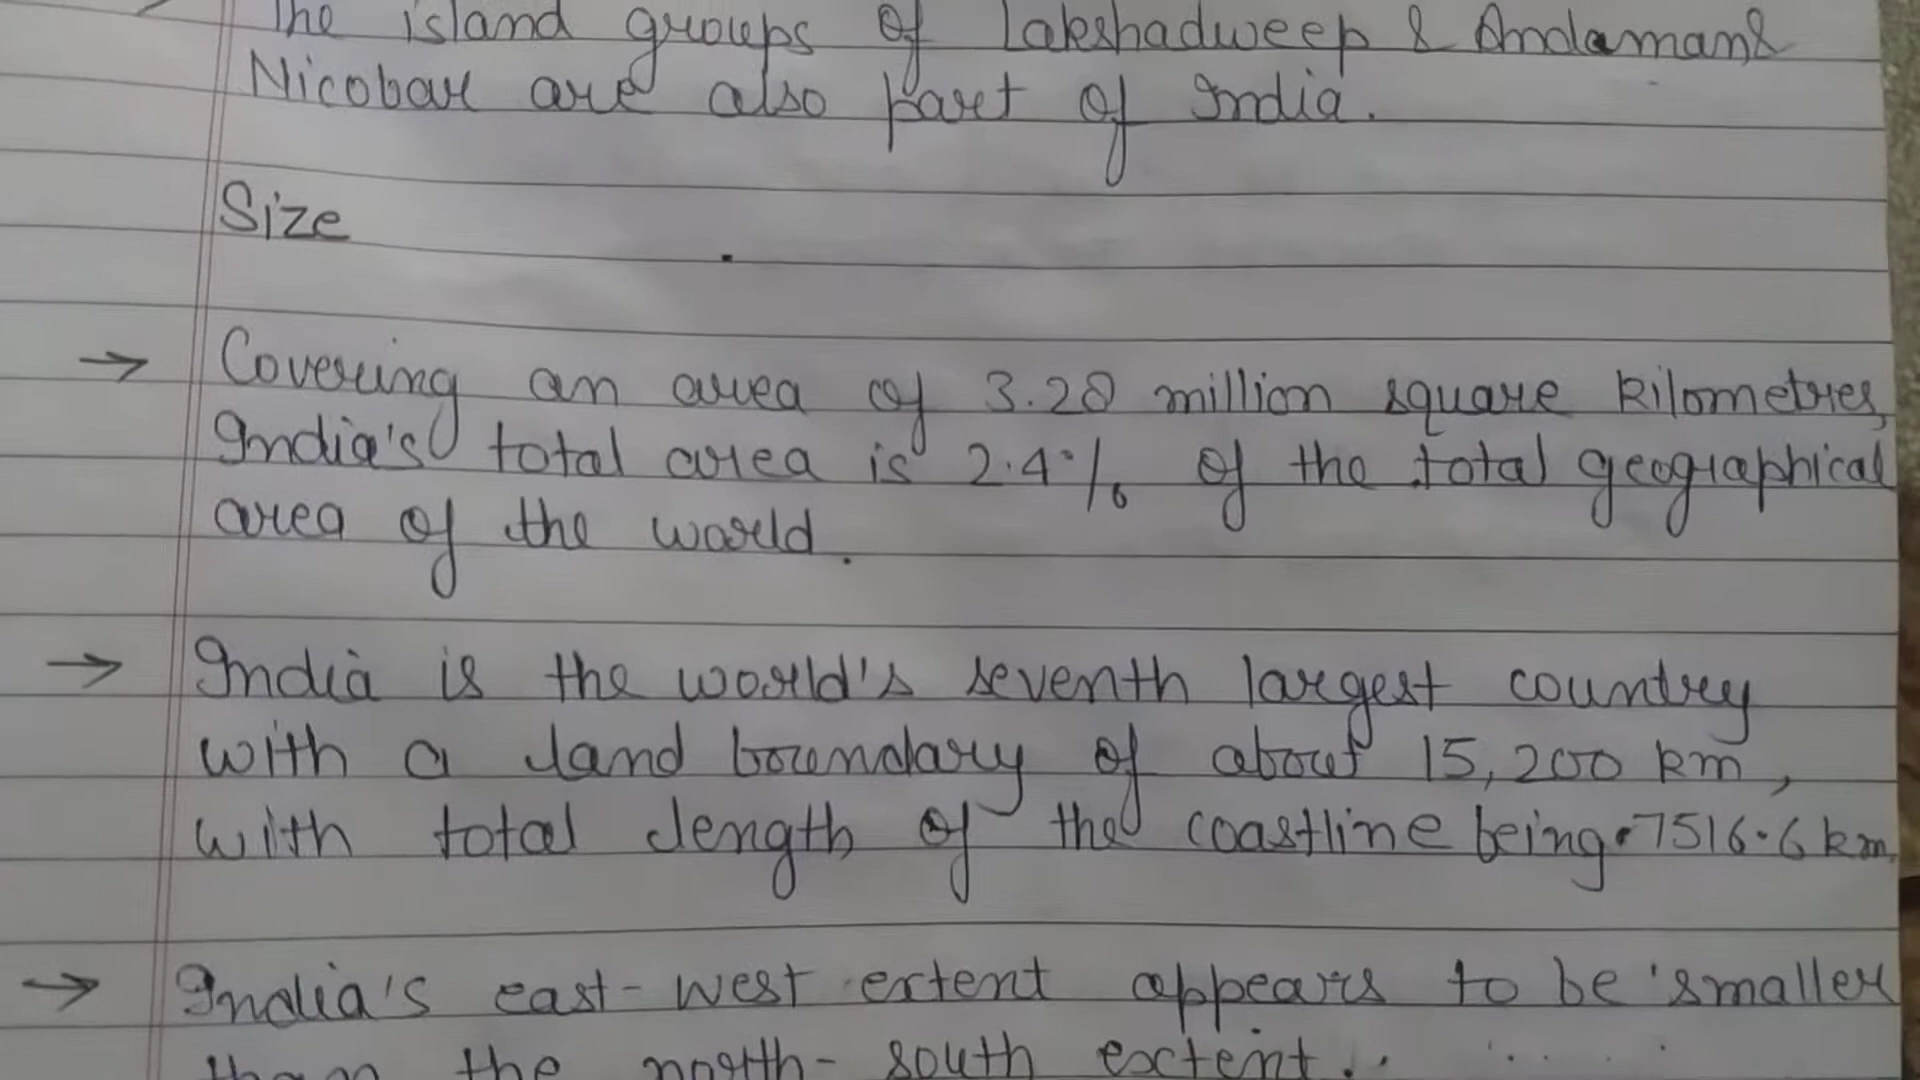 The island groups of Lakshadweep & Andaman &
Nicobar are also part of India.
Size
→ Covering an area of 3.28 million square kilometres,
India's total area is 2.4% of the total geographical
area of the world.
→ India is the world's seventh largest country
with a land boundary of about 15,200 km,
with total length of the coastline being 7516.6 km.
→ India's east-west extent appears to be smaller
than the north-south extent.